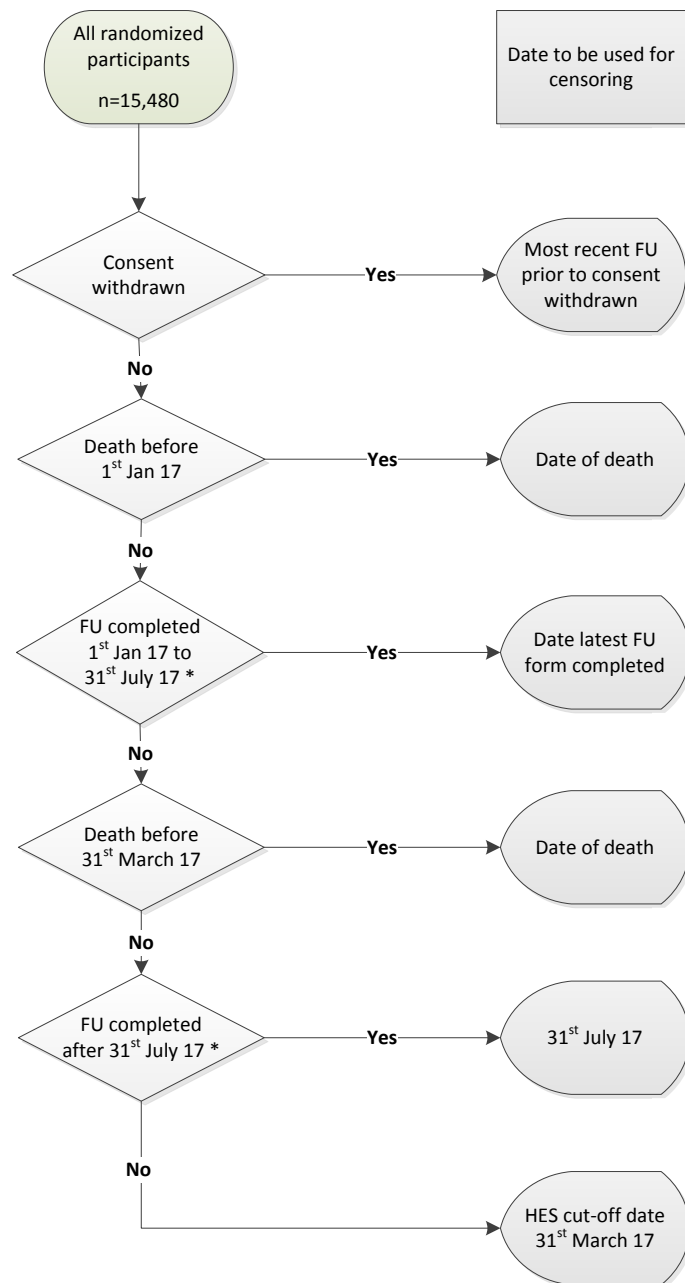 All randomized
participants
n=15,480
Date to be used for
censoring
Consent
withdrawn
Yes
Most recent FU
prior to consent
withdrawn
No
Death before
1st Jan 17
Yes
Date of death
No
FU completed
1st Jan 17 to
31st July 17 *
Yes
Date latest FU
form completed
No
Death before
31st March 17
Yes
Date of death
No
FU completed
after 31st July 17 *
Yes
31st July 17
No
HES cut-off date
31st March 17